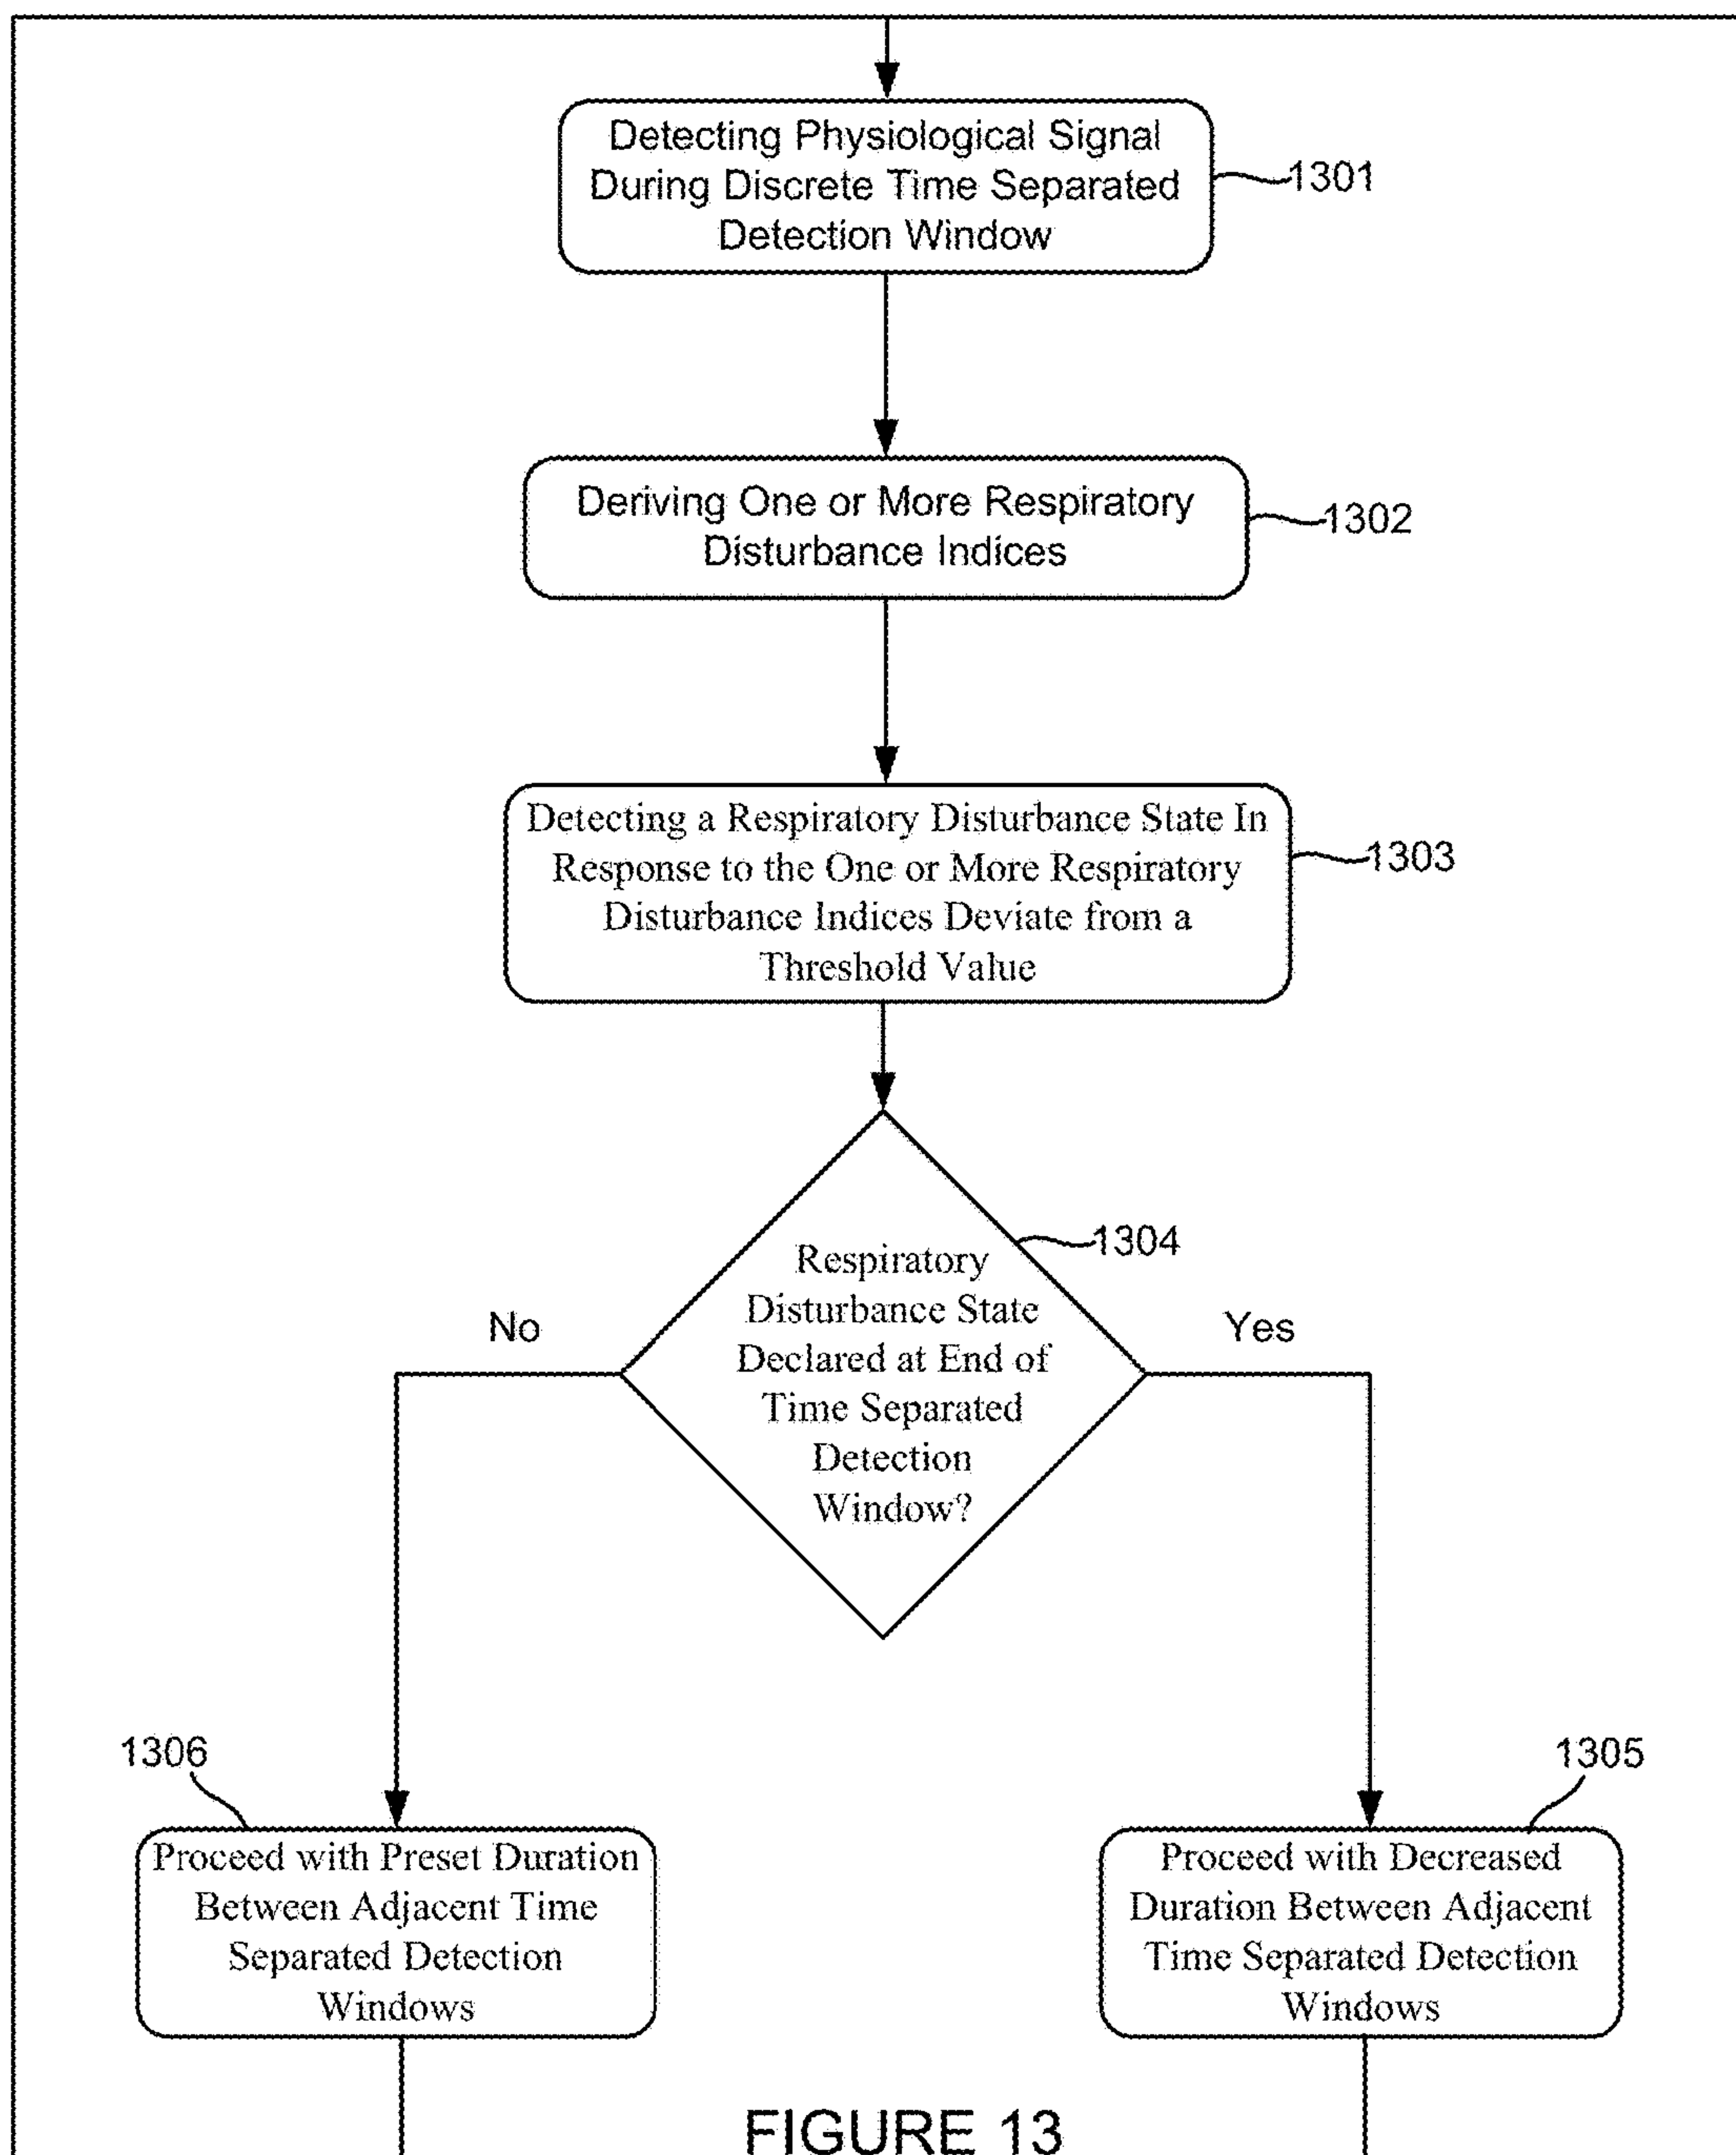 Detecting Physiological Signal
During Discrete Time Separated
Detection Window
1301
Deriving One or More Respiratory
Disturbance Indices
1302
Detecting a Respiratory Disturbance State In
Response to the One or More Respiratory
Disturbance Indices Deviate from a
Threshold Value
1303
Respiratory
Disturbance State
Declared at End of
Time Separated
Detection
Window?
1304
No
Yes
1306
Proceed with Preset Duration
Between Adjacent Time
Separated Detection
Windows
1305
Proceed with Decreased
Duration Between Adjacent
Time Separated Detection
Windows
FIGURE 13